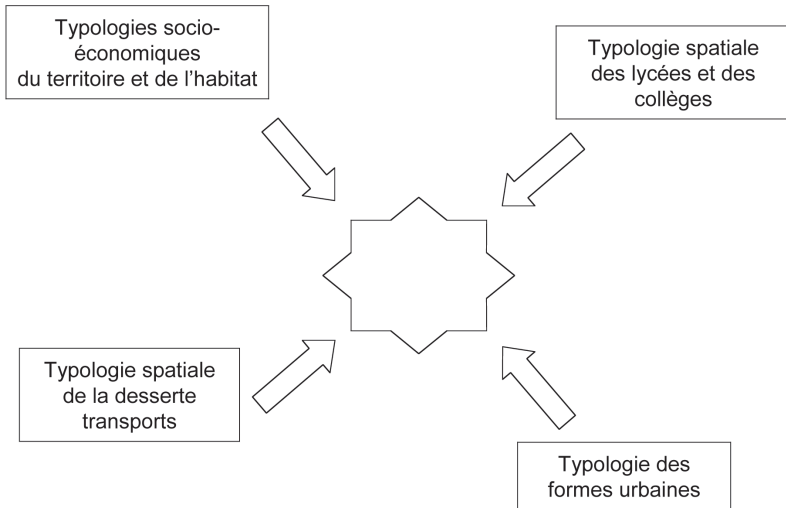 Typologies socio-
économiques
du territoire et de l'habitat
Typologie spatiale
des lycées et des
collèges
Typologie spatiale
de la desserte
transports
Typologie des
formes urbaines